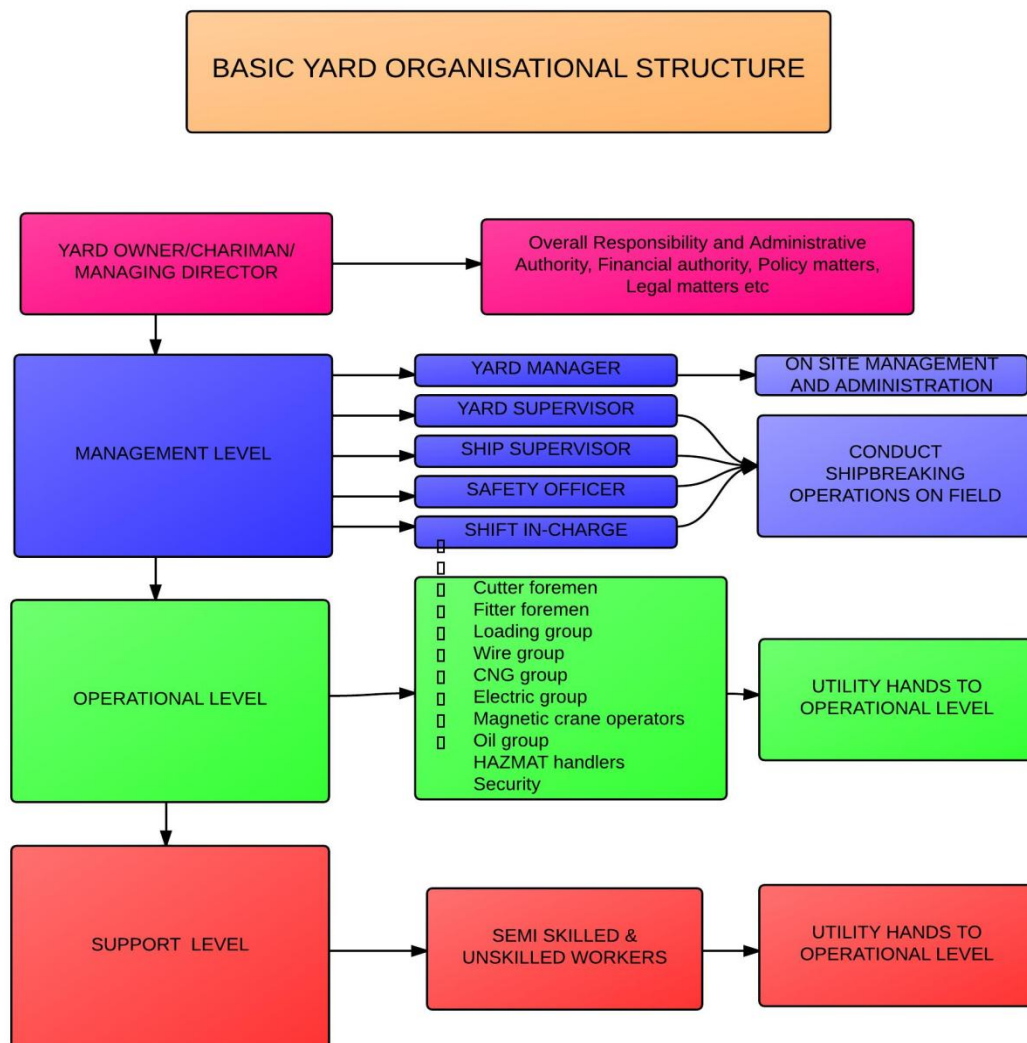 BASIC YARD ORGANISATIONAL STRUCTURE
YARD OWNER/CHARIMAN/
MANAGING DIRECTOR
Overall Responsibility and Administrative
Authority, Financial authority, Policy matters,
Legal matters etc
MANAGEMENT LEVEL
YARD MANAGER
YARD SUPERVISOR
SHIP SUPERVISOR
SAFETY OFFICER
SHIFT IN-CHARGE
ON SITE MANAGEMENT
AND ADMINISTRATION
CONDUCT
SHIPBREAKING
OPERATIONS ON FIELD
OPERATIONAL LEVEL
Cutter foremen
Fitter foremen
Loading group
Wire group
CNG group
Electric group
Magnetic crane operators
Oil group
HAZMAT handlers
Security
UTILITY HANDS TO
OPERATIONAL LEVEL
SUPPORT LEVEL
SEMI SKILLED &
UNSKILLED WORKERS
UTILITY HANDS TO
OPERATIONAL LEVEL